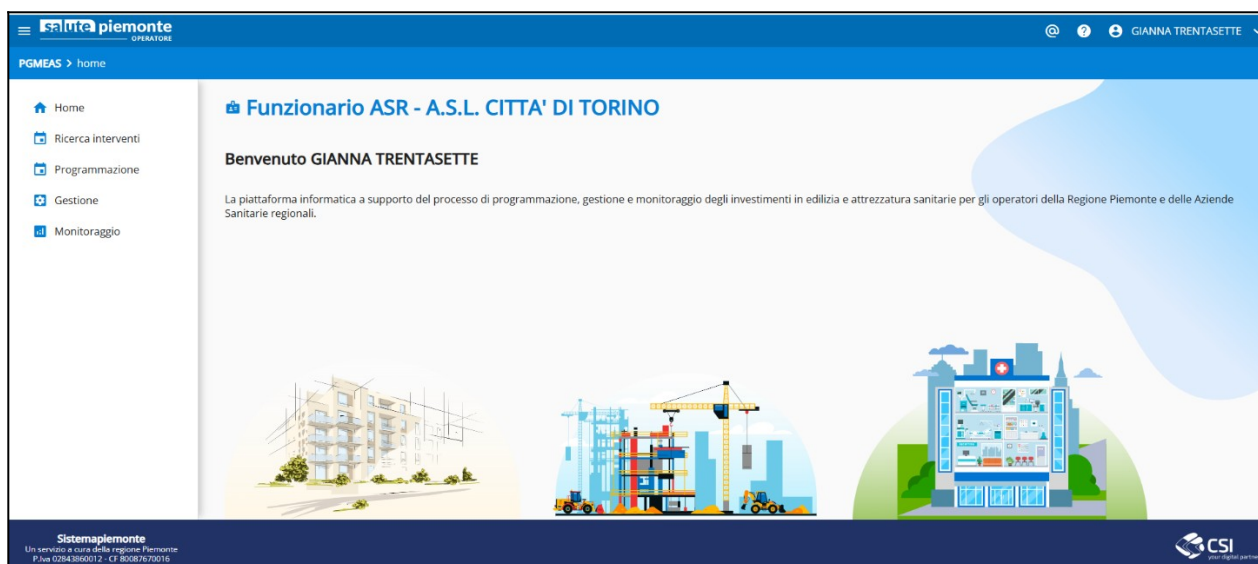 salute piemonte
OPERATORE
@ ? GIANNA TRENTASETTE
PGMEAS > home
Home
Ricerca interventi
Programmazione
Gestione
Monitoraggio
Funzionario ASR - A.S.L. CITTA' DI TORINO
Benvenuto GIANNA TRENTASETTE
La piattaforma informatica a supporto del processo di programmazione, gestione e monitoraggio degli investimenti in edilizia e attrezzatura sanitarie per gli operatori della Regione Piemonte e delle Aziende
Sanitarie regionali.
Sistemapiemonte
Un servizio a cura della regione Piemonte
P.Iva 02843860012 - CF 80087670016
CSI
your digital partner